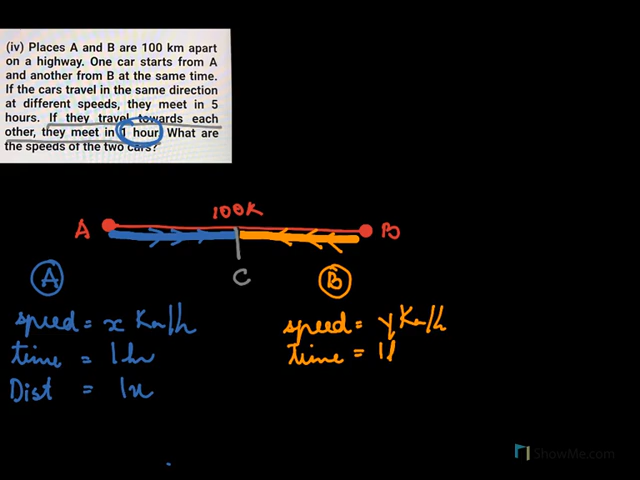 (iv) Places A and B are 100 km apart
on a highway. One car starts from A
and another from B at the same time.
If the cars travel in the same direction
at different speeds, they meet in 5
hours. If they travel towards each
other, they meet in 1 hour. What are
the speeds of the two cars?
100K
A B
C
A B
speed = x Km/h speed = y Km/h
time = 1 hr time = 1
Dist = 1x
ShowMe.com